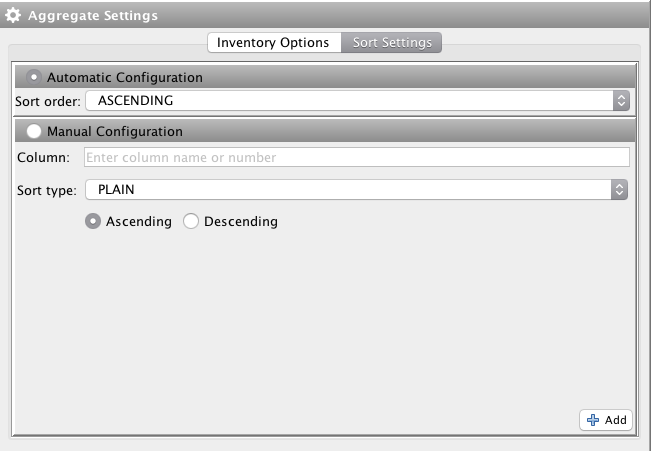 Aggregate Settings
Inventory Options Sort Settings
Automatic Configuration
Sort order: ASCENDING
Manual Configuration
Column: Enter column name or number
Sort type: PLAIN
Ascending Descending
Add